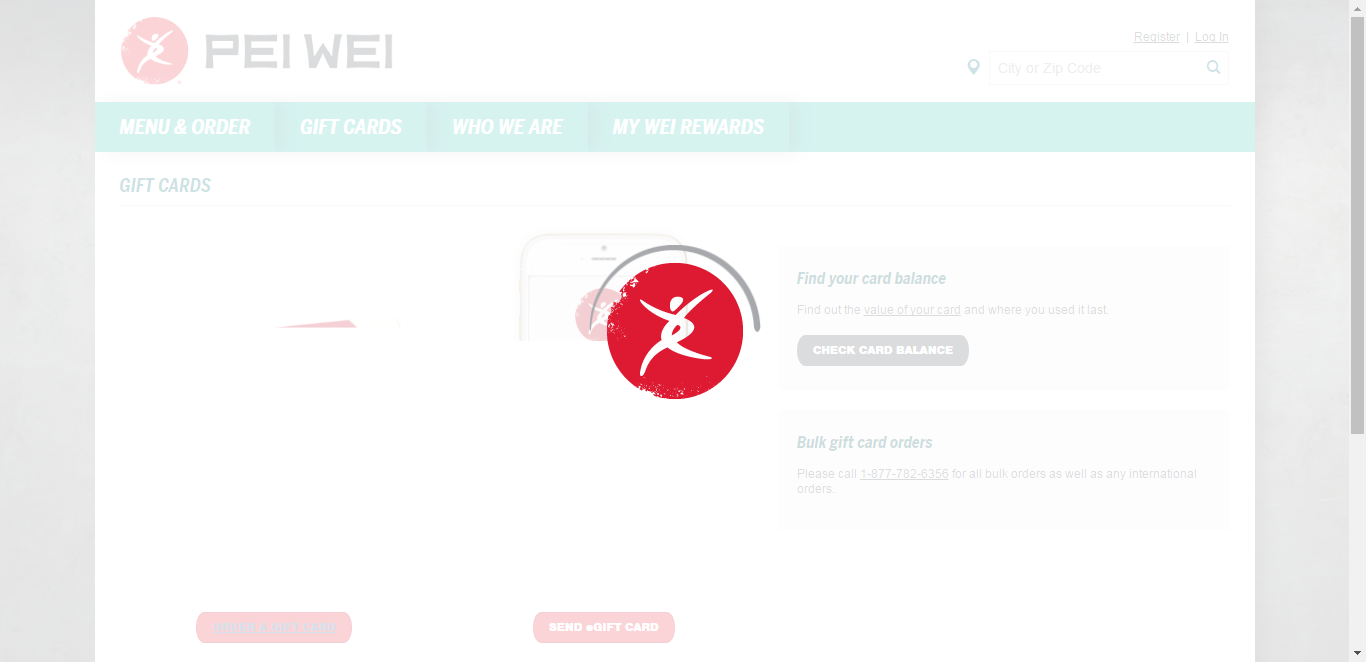 PEI WEI
Register | Log In
City or Zip Code
MENU & ORDER GIFT CARDS WHO WE ARE MY WEI REWARDS
GIFT CARDS
Find your card balance
Find out the value of your card and where you used it last.
CHECK CARD BALANCE
Bulk gift card orders
Please call 1-877-782-6356 for all bulk orders as well as any international
orders.
ORDER A GIFT CARD SEND eGIFT CARD